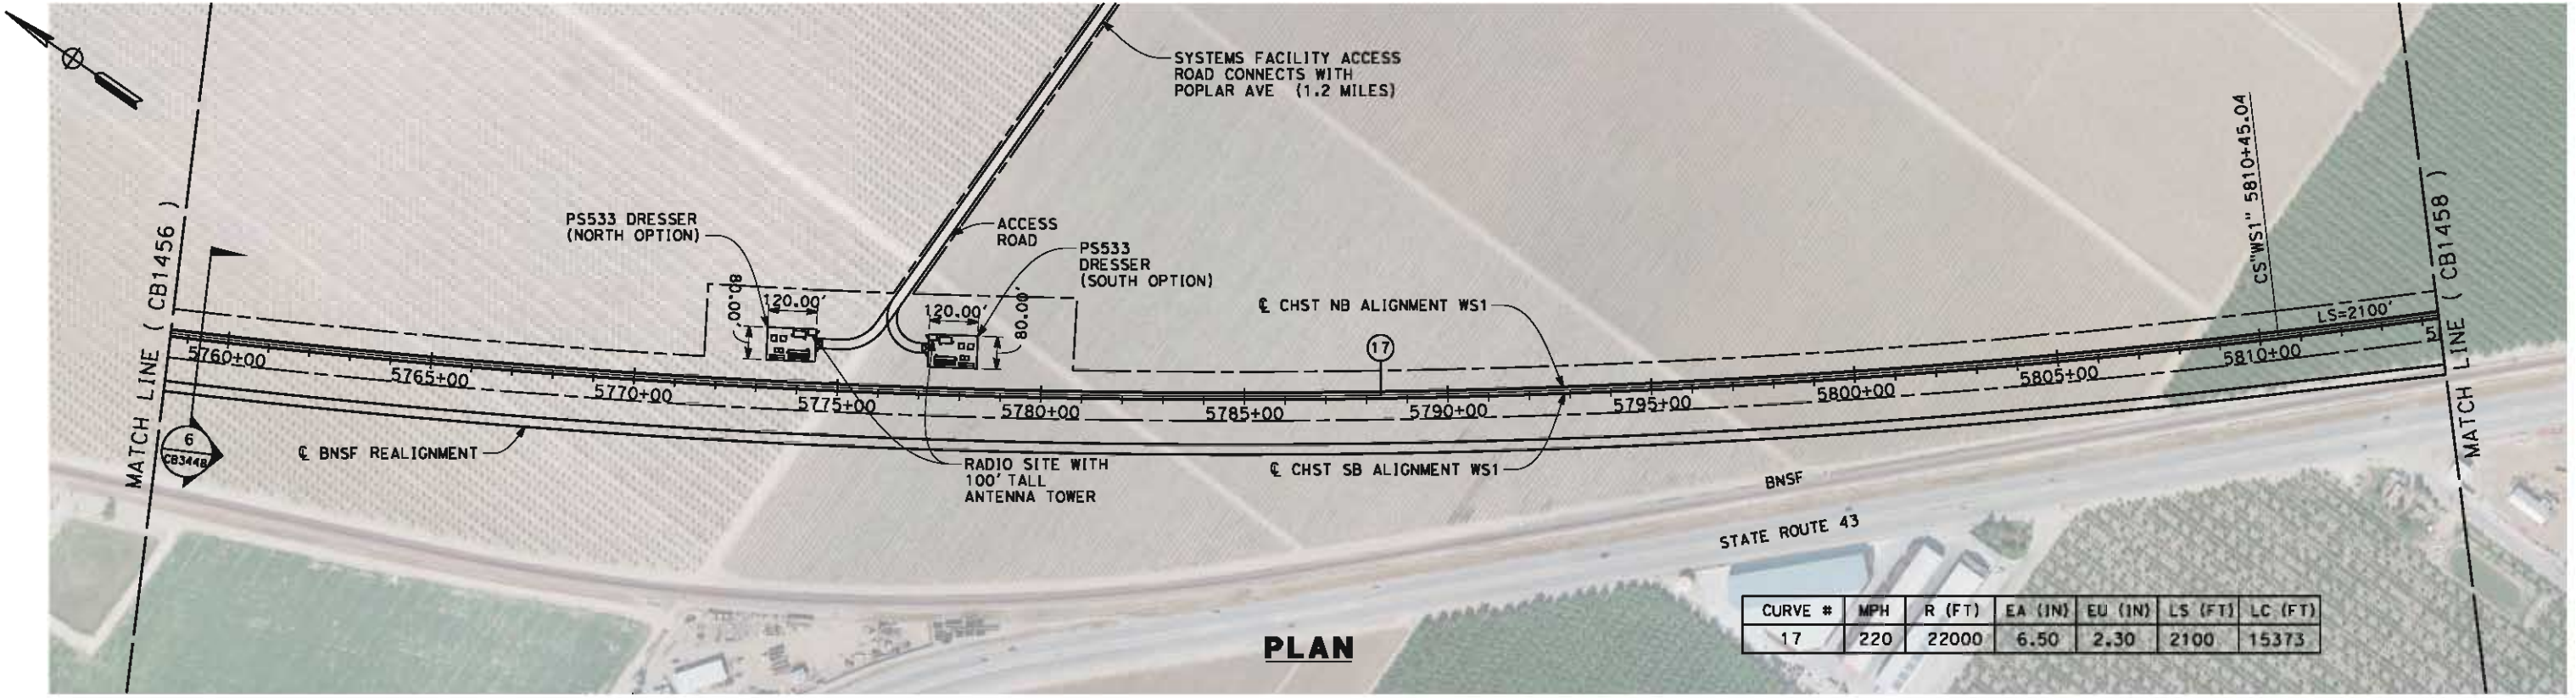 SYSTEMS FACILITY ACCESS
ROAD CONNECTS WITH
POPLAR AVE (1.2 MILES)
MATCH LINE ( CB1456 )
PS533 DRESSER
(NORTH OPTION)
ACCESS
ROAD
PS533
DRESSER
(SOUTH OPTION)
80.00'
120.00'
120.00'
80.00'
℄ CHST NB ALIGNMENT WS1
CS"WS1" 5810+45.04
LS=2100'
MATCH LINE ( CB1458 )
17
5760+00
5765+00
5770+00
5775+00
5780+00
5785+00
5790+00
5795+00
5800+00
5805+00
5810+00
6
℄ BNSF REALIGNMENT
RADIO SITE WITH
100' TALL
ANTENNA TOWER
℄ CHST SB ALIGNMENT WS1
BNSF
STATE ROUTE 43
PLAN
CURVE # MPH R (FT) EA (IN) EU (IN) LS (FT) LC (FT)
17 220 22000 6.50 2.30 2100 15373